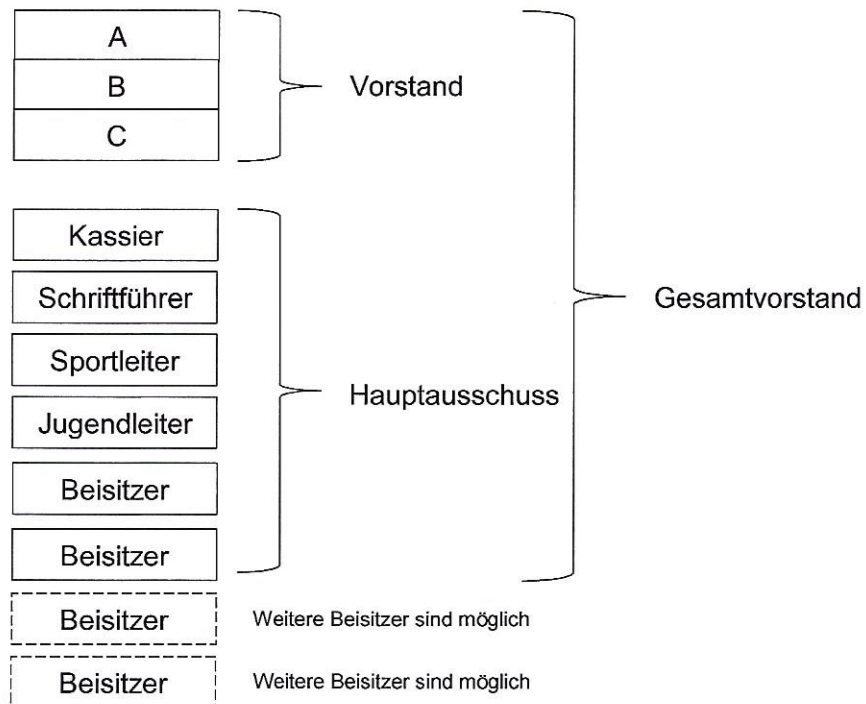 A
B
C
Vorstand
Kassier
Schriftführer
Sportleiter
Jugendleiter
Beisitzer
Beisitzer
Hauptausschuss
Gesamtvorstand
Beisitzer Weitere Beisitzer sind möglich
Beisitzer Weitere Beisitzer sind möglich